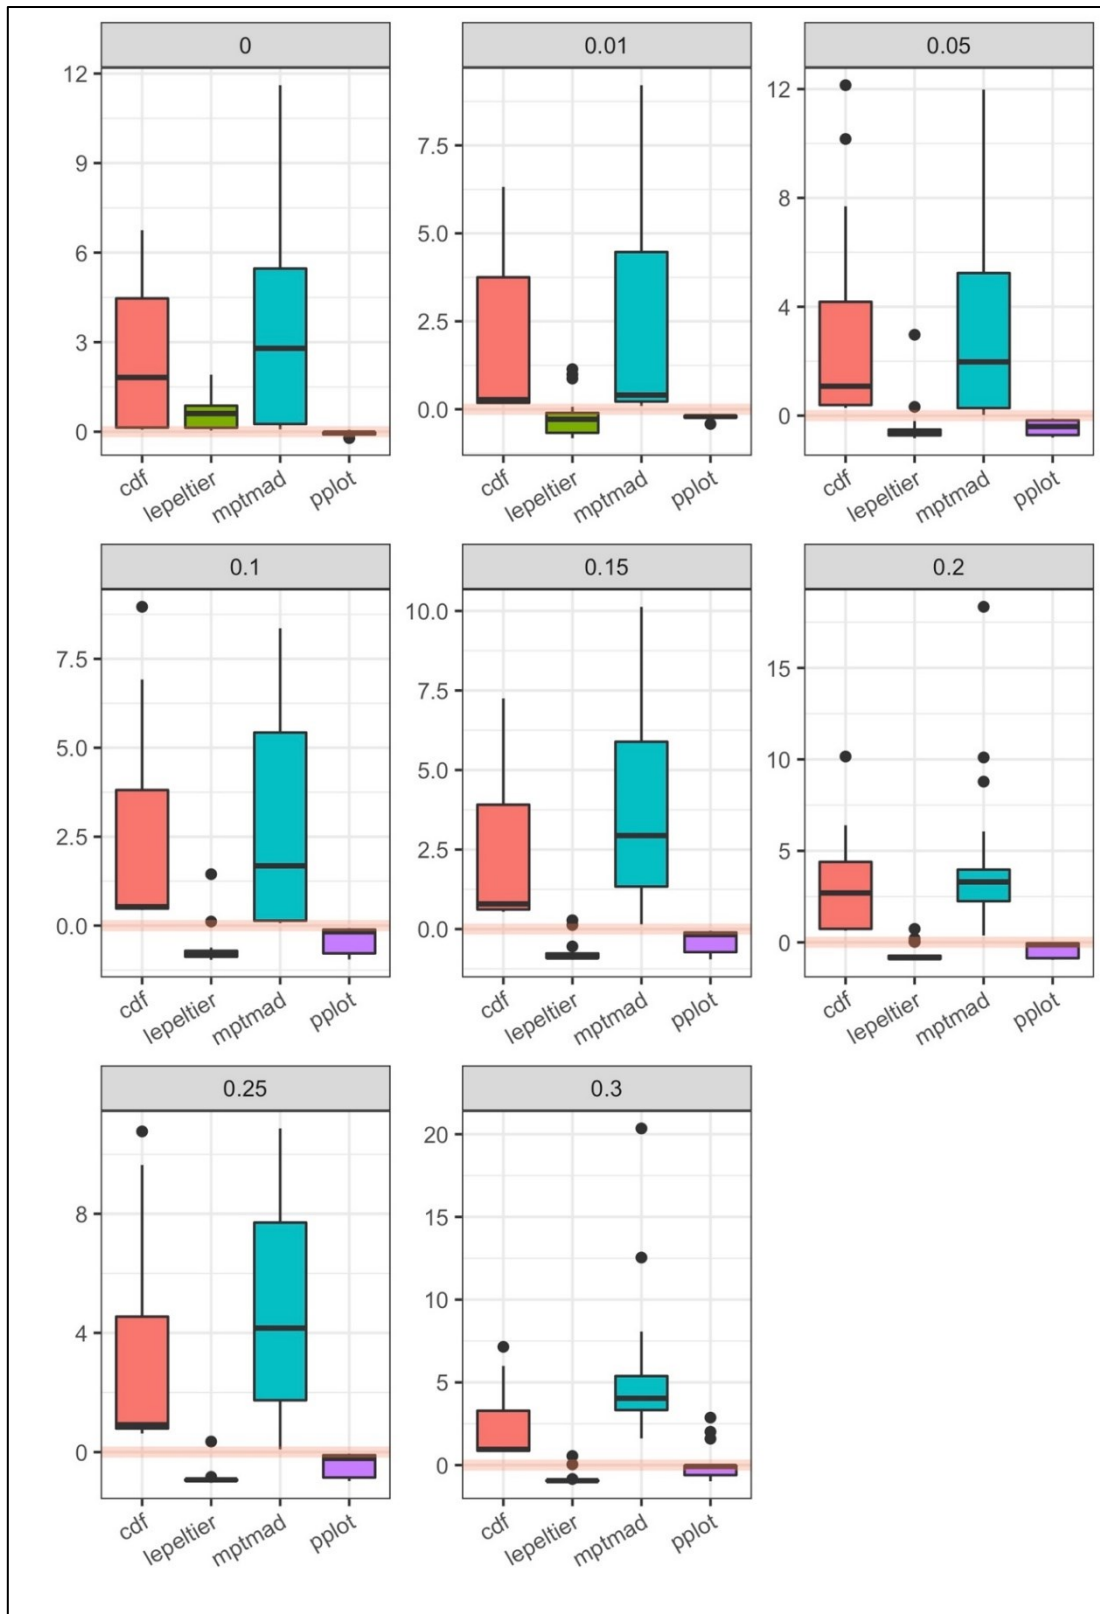 0
12
9
6
3
0
cdf
lepeltier
mptmad
pplot
0.01
7.5
5.0
2.5
0.0
cdf
lepeltier
mptmad
pplot
0.05
12
8
4
0
cdf
lepeltier
mptmad
pplot
0.1
7.5
5.0
2.5
0.0
cdf
lepeltier
mptmad
pplot
0.15
10.0
7.5
5.0
2.5
0.0
cdf
lepeltier
mptmad
pplot
0.2
15
10
5
0
cdf
lepeltier
mptmad
pplot
0.25
8
4
0
cdf
lepeltier
mptmad
pplot
0.3
20
15
10
5
0
cdf
lepeltier
mptmad
pplot